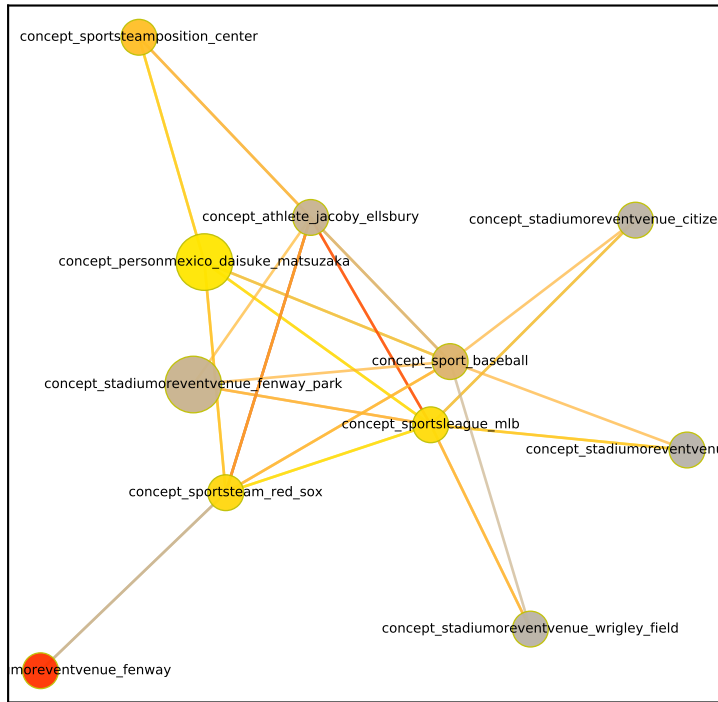 concept_sportsteamposition_center
concept_athlete_jacoby_ellsbury
concept_stadiumoreventvenue_citize
concept_personmexico_daisuke_matsuzaka
concept_sport_baseball
concept_stadiumoreventvenue_fenway_park
concept_sportsleague_mlb
concept_stadiumoreventvenu
concept_sportsteam_red_sox
concept_stadiumoreventvenue_wrigley_field
moreventvenue_fenway